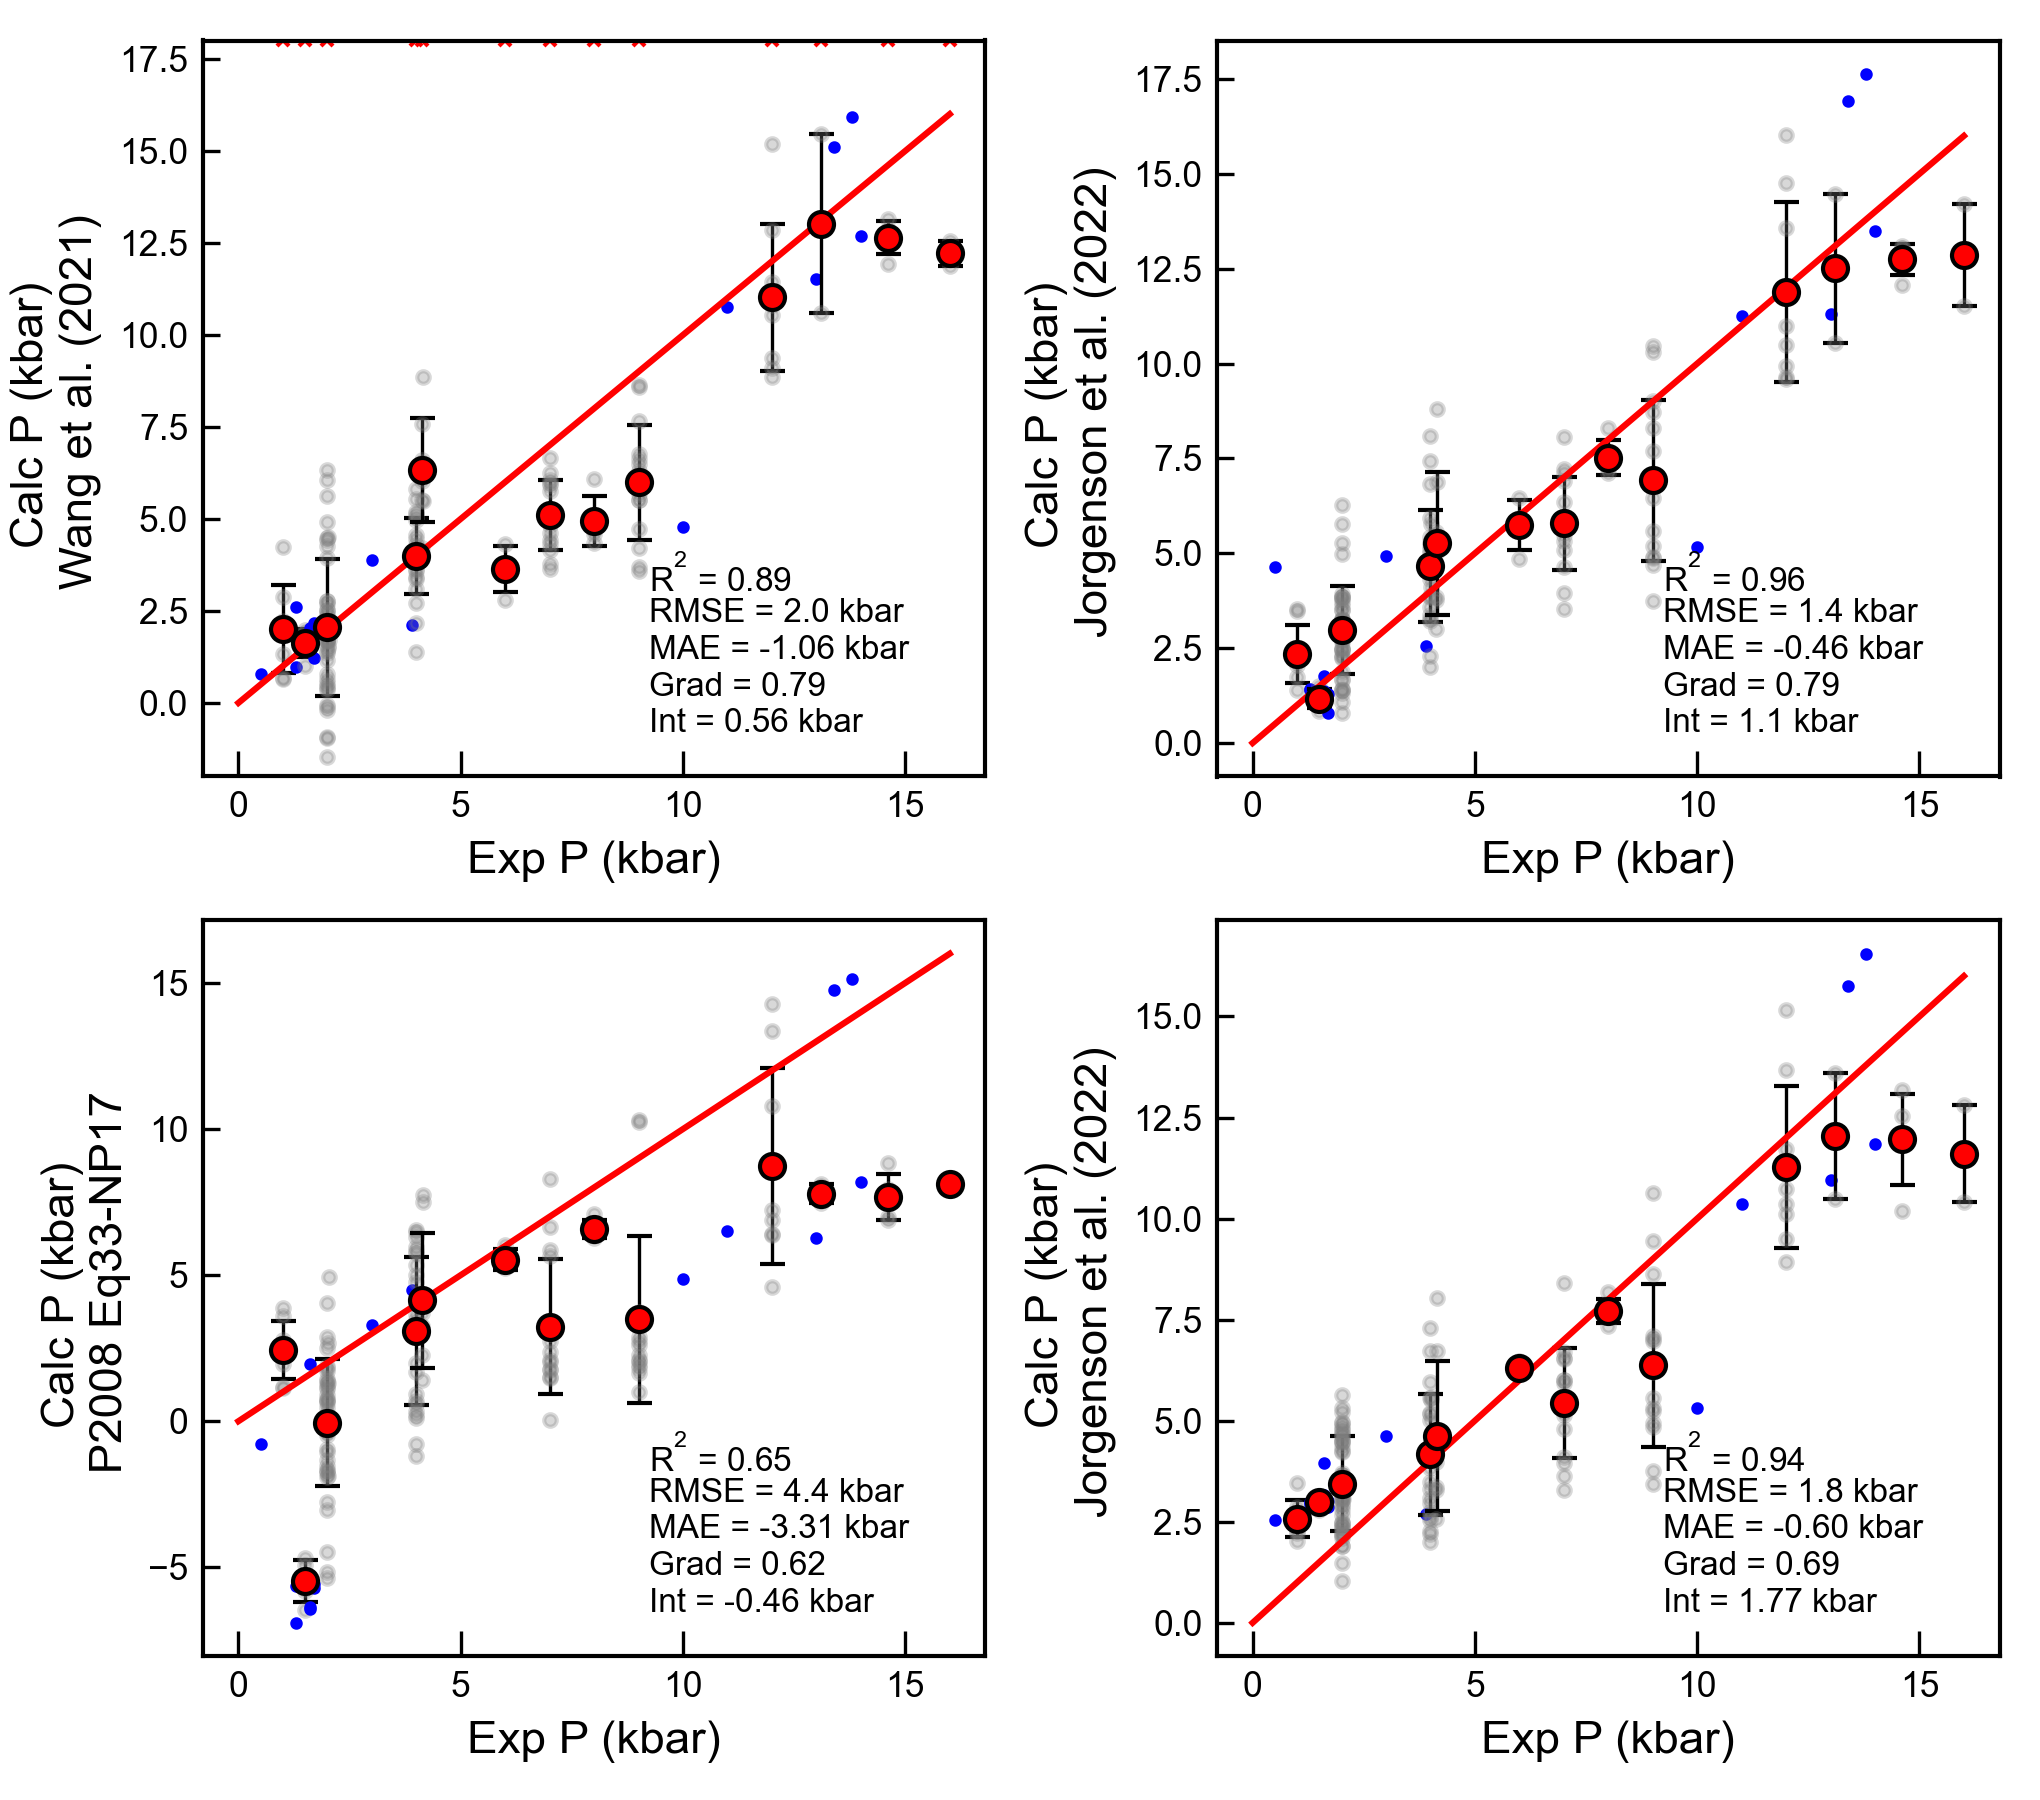 17.5
15.0
12.5
10.0
7.5
5.0
2.5
0.0
Calc P (kbar)
Wang et al. (2021)
R2 = 0.89
RMSE = 2.0 kbar
MAE = -1.06 kbar
Grad = 0.79
Int = 0.56 kbar
0 5 10 15
Exp P (kbar)
17.5
15.0
12.5
10.0
7.5
5.0
2.5
0.0
Calc P (kbar)
Jorgenson et al. (2022)
R2 = 0.96
RMSE = 1.4 kbar
MAE = -0.46 kbar
Grad = 0.79
Int = 1.1 kbar
0 5 10 15
Exp P (kbar)
15
10
5
0
−5
Calc P (kbar)
P2008 Eq33-NP17
R2 = 0.65
RMSE = 4.4 kbar
MAE = -3.31 kbar
Grad = 0.62
Int = -0.46 kbar
0 5 10 15
Exp P (kbar)
15.0
12.5
10.0
7.5
5.0
2.5
0.0
Calc P (kbar)
Jorgenson et al. (2022)
R2 = 0.94
RMSE = 1.8 kbar
MAE = -0.60 kbar
Grad = 0.69
Int = 1.77 kbar
0 5 10 15
Exp P (kbar)